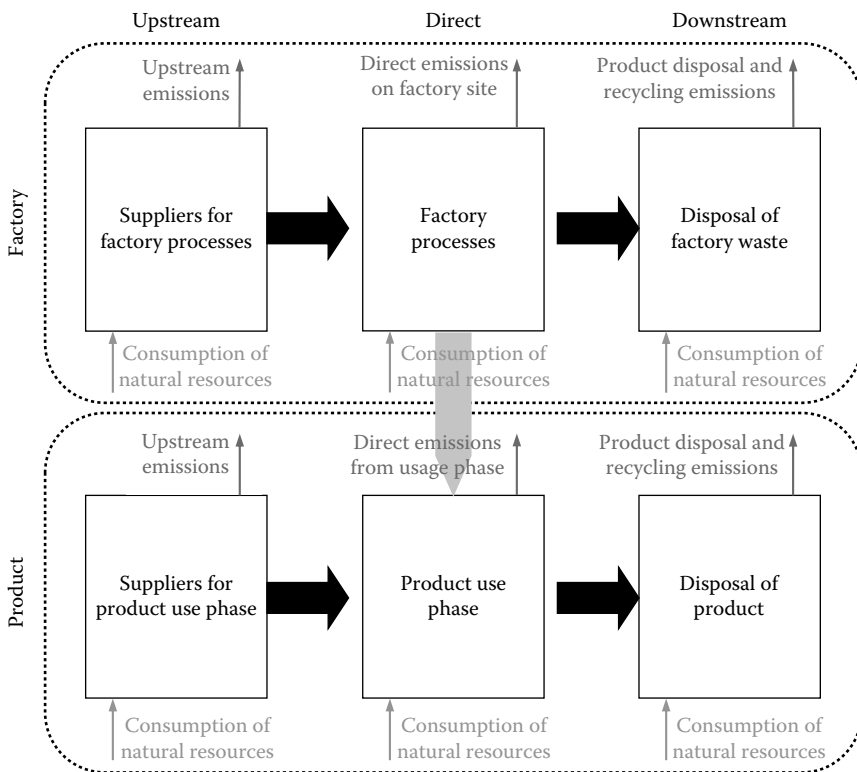 Upstream
Direct
Downstream
Factory
Upstream
emissions
Direct emissions
on factory site
Product disposal and
recycling emissions
Suppliers for
factory processes
Factory
processes
Disposal of
factory waste
Consumption of
natural resources
Consumption of
natural resources
Consumption of
natural resources
Product
Upstream
emissions
Direct emissions
from usage phase
Product disposal and
recycling emissions
Suppliers for
product use phase
Product use
phase
Disposal of
product
Consumption of
natural resources
Consumption of
natural resources
Consumption of
natural resources